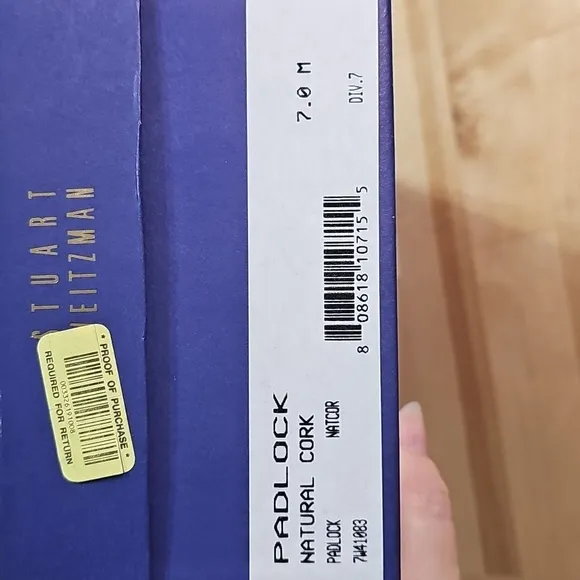 STUART
WEITZMAN
* PROOF OF PURCHASE *
003326191008
REQUIRED FOR RETURN
PADLOCK
NATURAL CORK
7.0 M
PADLOCK NATCOR
7W41083
DIV.7
8 08618 10715 5